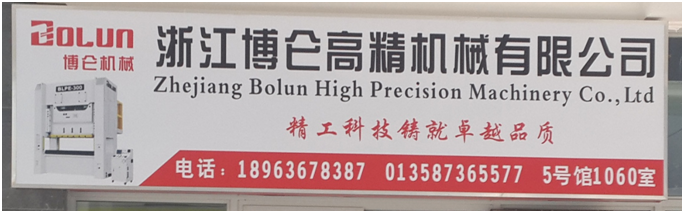 BOLUN
博仑机械
浙江博仑高精机械有限公司
Zhejiang Bolun High Precision Machinery Co.,Ltd
精工科技铸就卓越品质
BLPE-300
电话：18963678387 013587365577 5号馆1060室